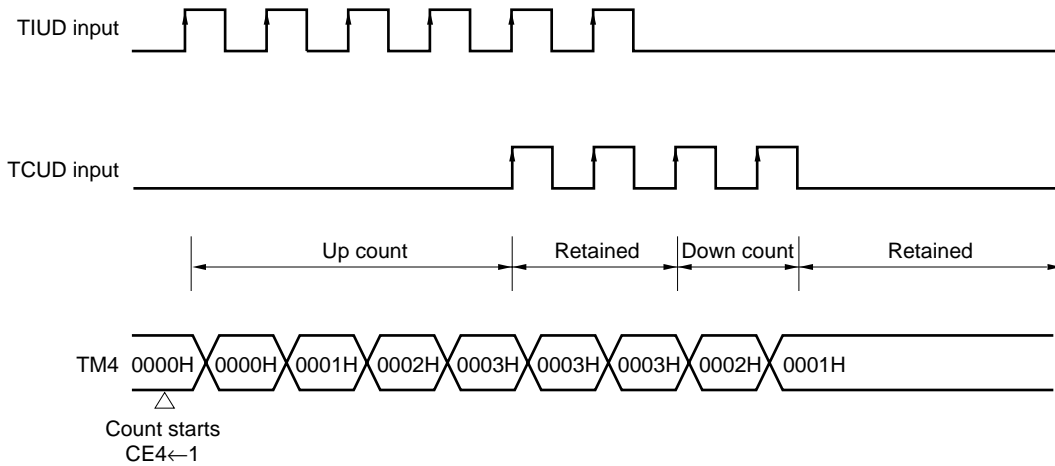 TIUD input
TCUD input
Up count Retained Down count Retained
TM4 0000H 0000H 0001H 0002H 0003H 0003H 0003H 0002H 0001H
Count starts
CE4←1